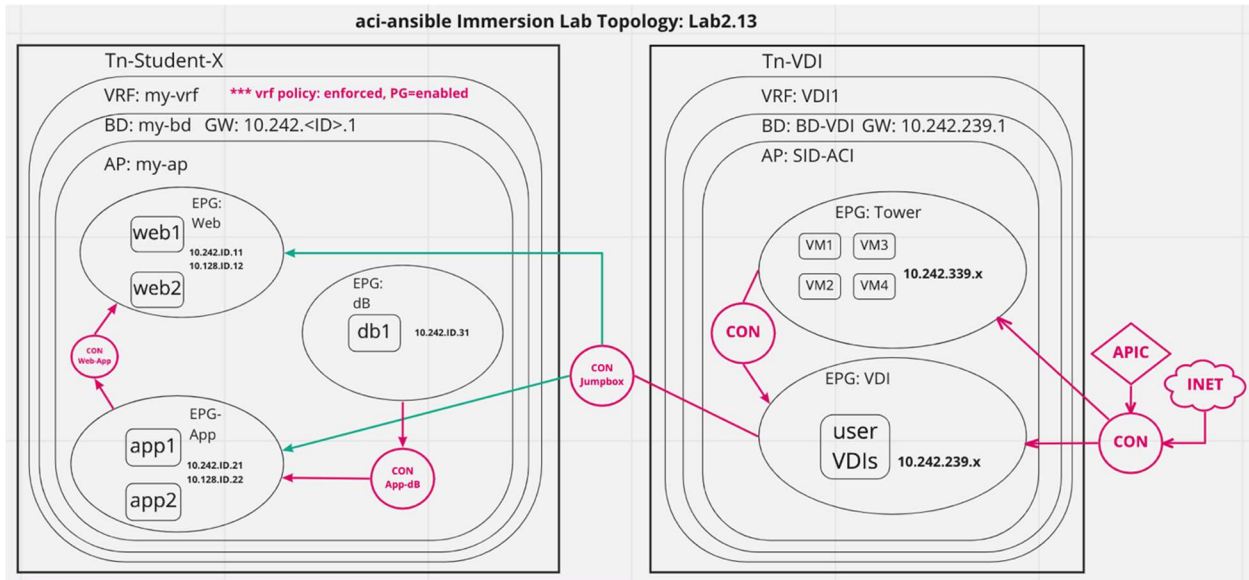 aci-ansible Immersion Lab Topology: Lab2.13
Tn-Student-X
VRF: my-vrf *** vrf policy: enforced, PG=enabled
BD: my-bd GW: 10.242.<ID>.1
AP: my-ap
EPG:
Web
web1
10.242.ID.11
10.128.ID.12
web2
EPG:
dB
db1
10.242.ID.31
CON
Web-App
EPG-
App
app1
10.242.ID.21
10.128.ID.22
app2
CON
App-dB
CON
Jumpbox
Tn-VDI
VRF: VDI1
BD: BD-VDI GW: 10.242.239.1
AP: SID-ACI
EPG: Tower
VM1
VM3
VM2
VM4
10.242.339.x
CON
EPG: VDI
user
VDIs
10.242.239.x
APIC
INET
CON